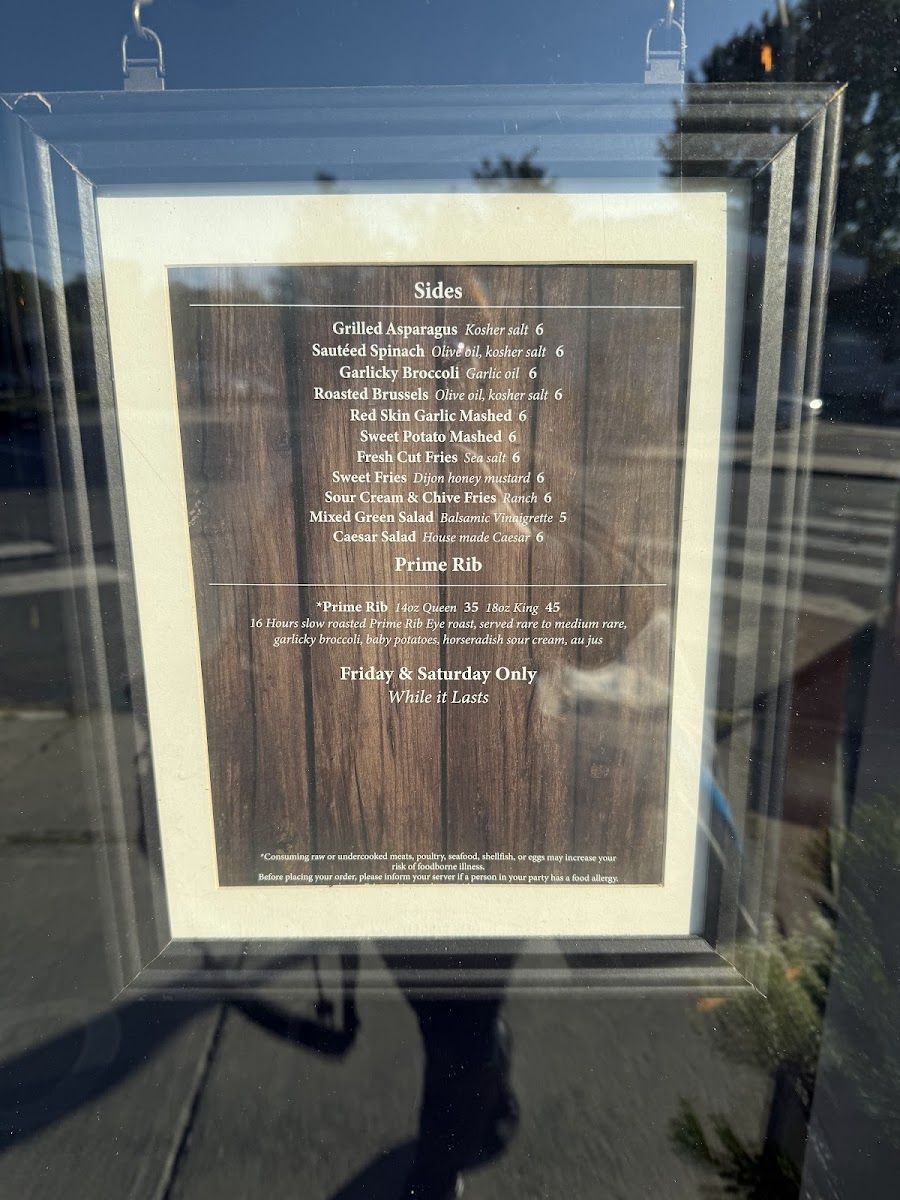 Sides
Grilled Asparagus Kosher salt 6
Sautéed Spinach Olive oil, kosher salt 6
Garlicky Broccoli Garlic oil 6
Roasted Brussels Olive oil, kosher salt 6
Red Skin Garlic Mashed 6
Sweet Potato Mashed 6
Fresh Cut Fries Sea salt 6
Sweet Fries Dijon honey mustard 6
Sour Cream & Chive Fries Ranch 6
Mixed Green Salad Balsamic Vinaigrette 5
Caesar Salad House made Caesar 6
Prime Rib
*Prime Rib 14oz Queen 35 18oz King 45
16 Hours slow roasted Prime Rib Eye roast, served rare to medium rare,
garlicky broccoli, baby potatoes, horseradish sour cream, au jus
Friday & Saturday Only
While it Lasts
*Consuming raw or undercooked meats, poultry, seafood, shellfish, or eggs may increase your
risk of foodborne illness.
Before placing your order, please inform your server if a person in your party has a food allergy.